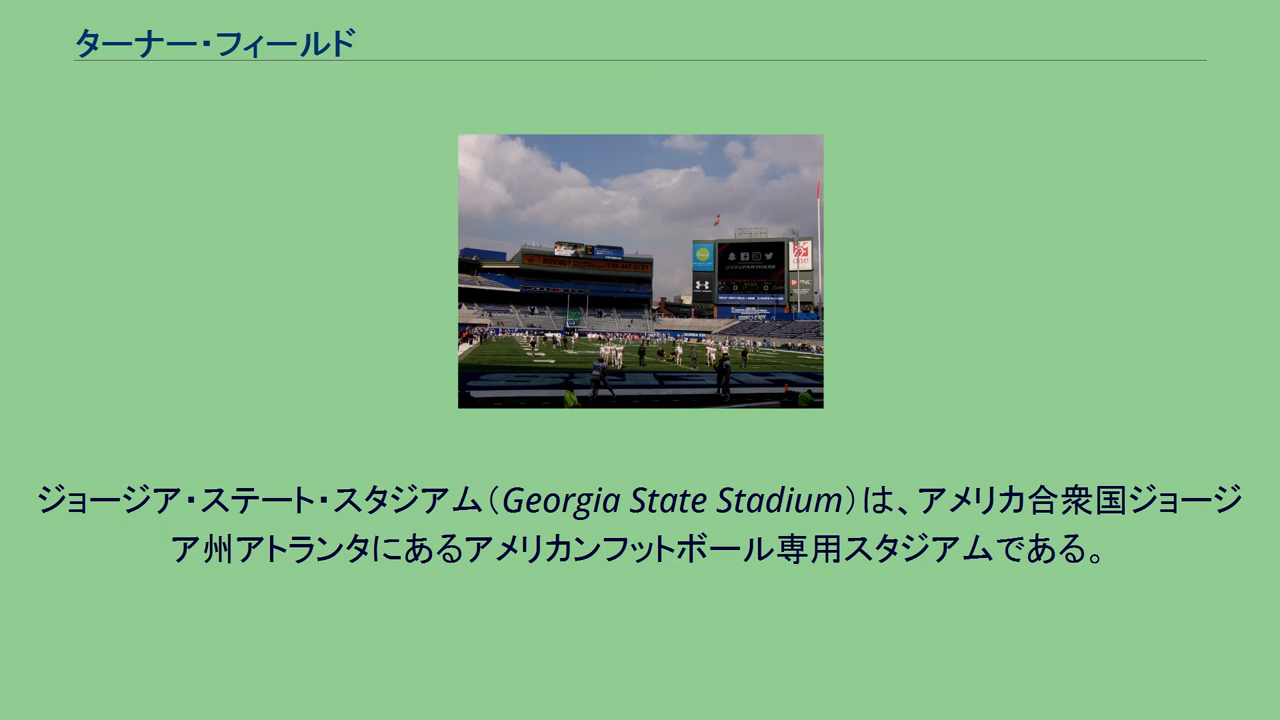 ターナー・フィールド
ジョージア・ステート・スタジアム（Georgia State Stadium）は、アメリカ合衆国ジョージ
ア州アトランタにあるアメリカンフットボール専用スタジアムである。